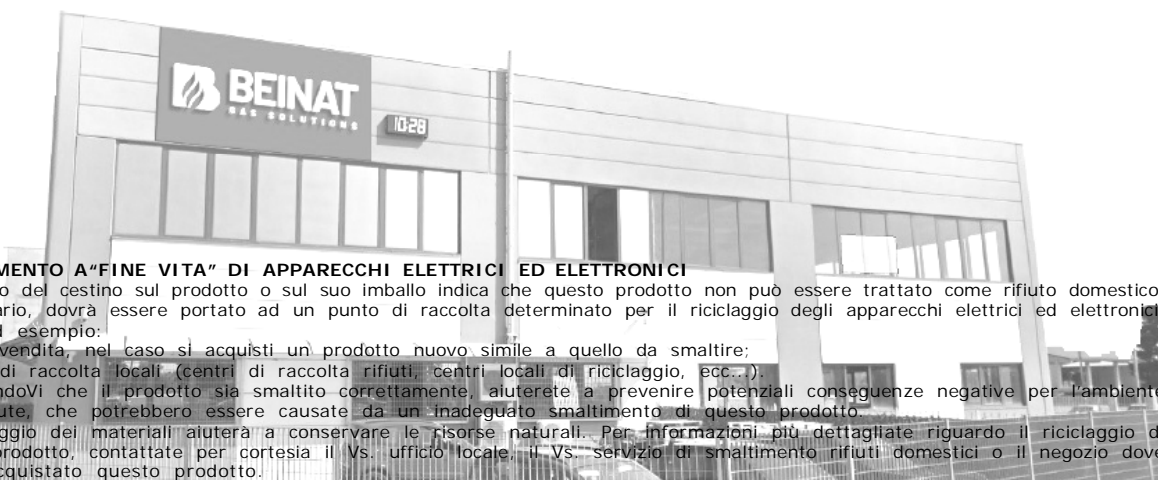 BEINAT
GAS SOLUTIONS
10:28
MENTO A“FINE VITA” DI APPARECCHI ELETTRICI ED ELETTRONICI
o del cestino sul prodotto o sul suo imballo indica che questo prodotto non può essere trattato come rifiuto domestico
ario, dovrà essere portato ad un punto di raccolta determinato per il riciclaggio degli apparecchi elettrici ed elettronici
d esempio:
vendita, nel caso si acquisti un prodotto nuovo simile a quello da smaltire;
di raccolta locali (centri di raccolta rifiuti, centri locali di riciclaggio, ecc...).
ndoVi che il prodotto sia smaltito correttamente, aiuterete a prevenire potenziali conseguenze negative per l’ambiente
ute, che potrebbero essere causate da un inadeguato smaltimento di questo prodotto.
ggio dei materiali aiuterà a conservare le risorse naturali. Per informazioni più dettagliate riguardo il riciclaggio d
prodotto, contattate per cortesia il Vs. ufficio locale, il Vs. servizio di smaltimento rifiuti domestici o il negozio dove
cquistato questo prodotto.